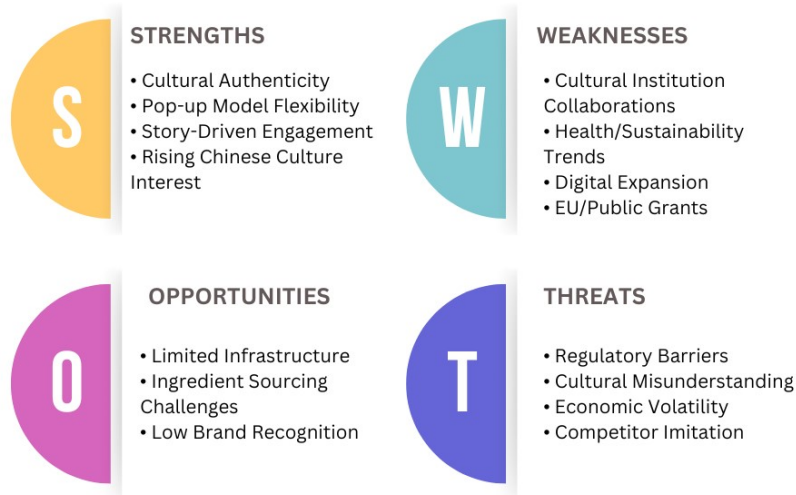 S
STRENGTHS
• Cultural Authenticity
• Pop-up Model Flexibility
• Story-Driven Engagement
• Rising Chinese Culture
Interest
W
WEAKNESSES
• Cultural Institution
Collaborations
• Health/Sustainability
Trends
• Digital Expansion
• EU/Public Grants
O
OPPORTUNITIES
• Limited Infrastructure
• Ingredient Sourcing
Challenges
• Low Brand Recognition
T
THREATS
• Regulatory Barriers
• Cultural Misunderstanding
• Economic Volatility
• Competitor Imitation